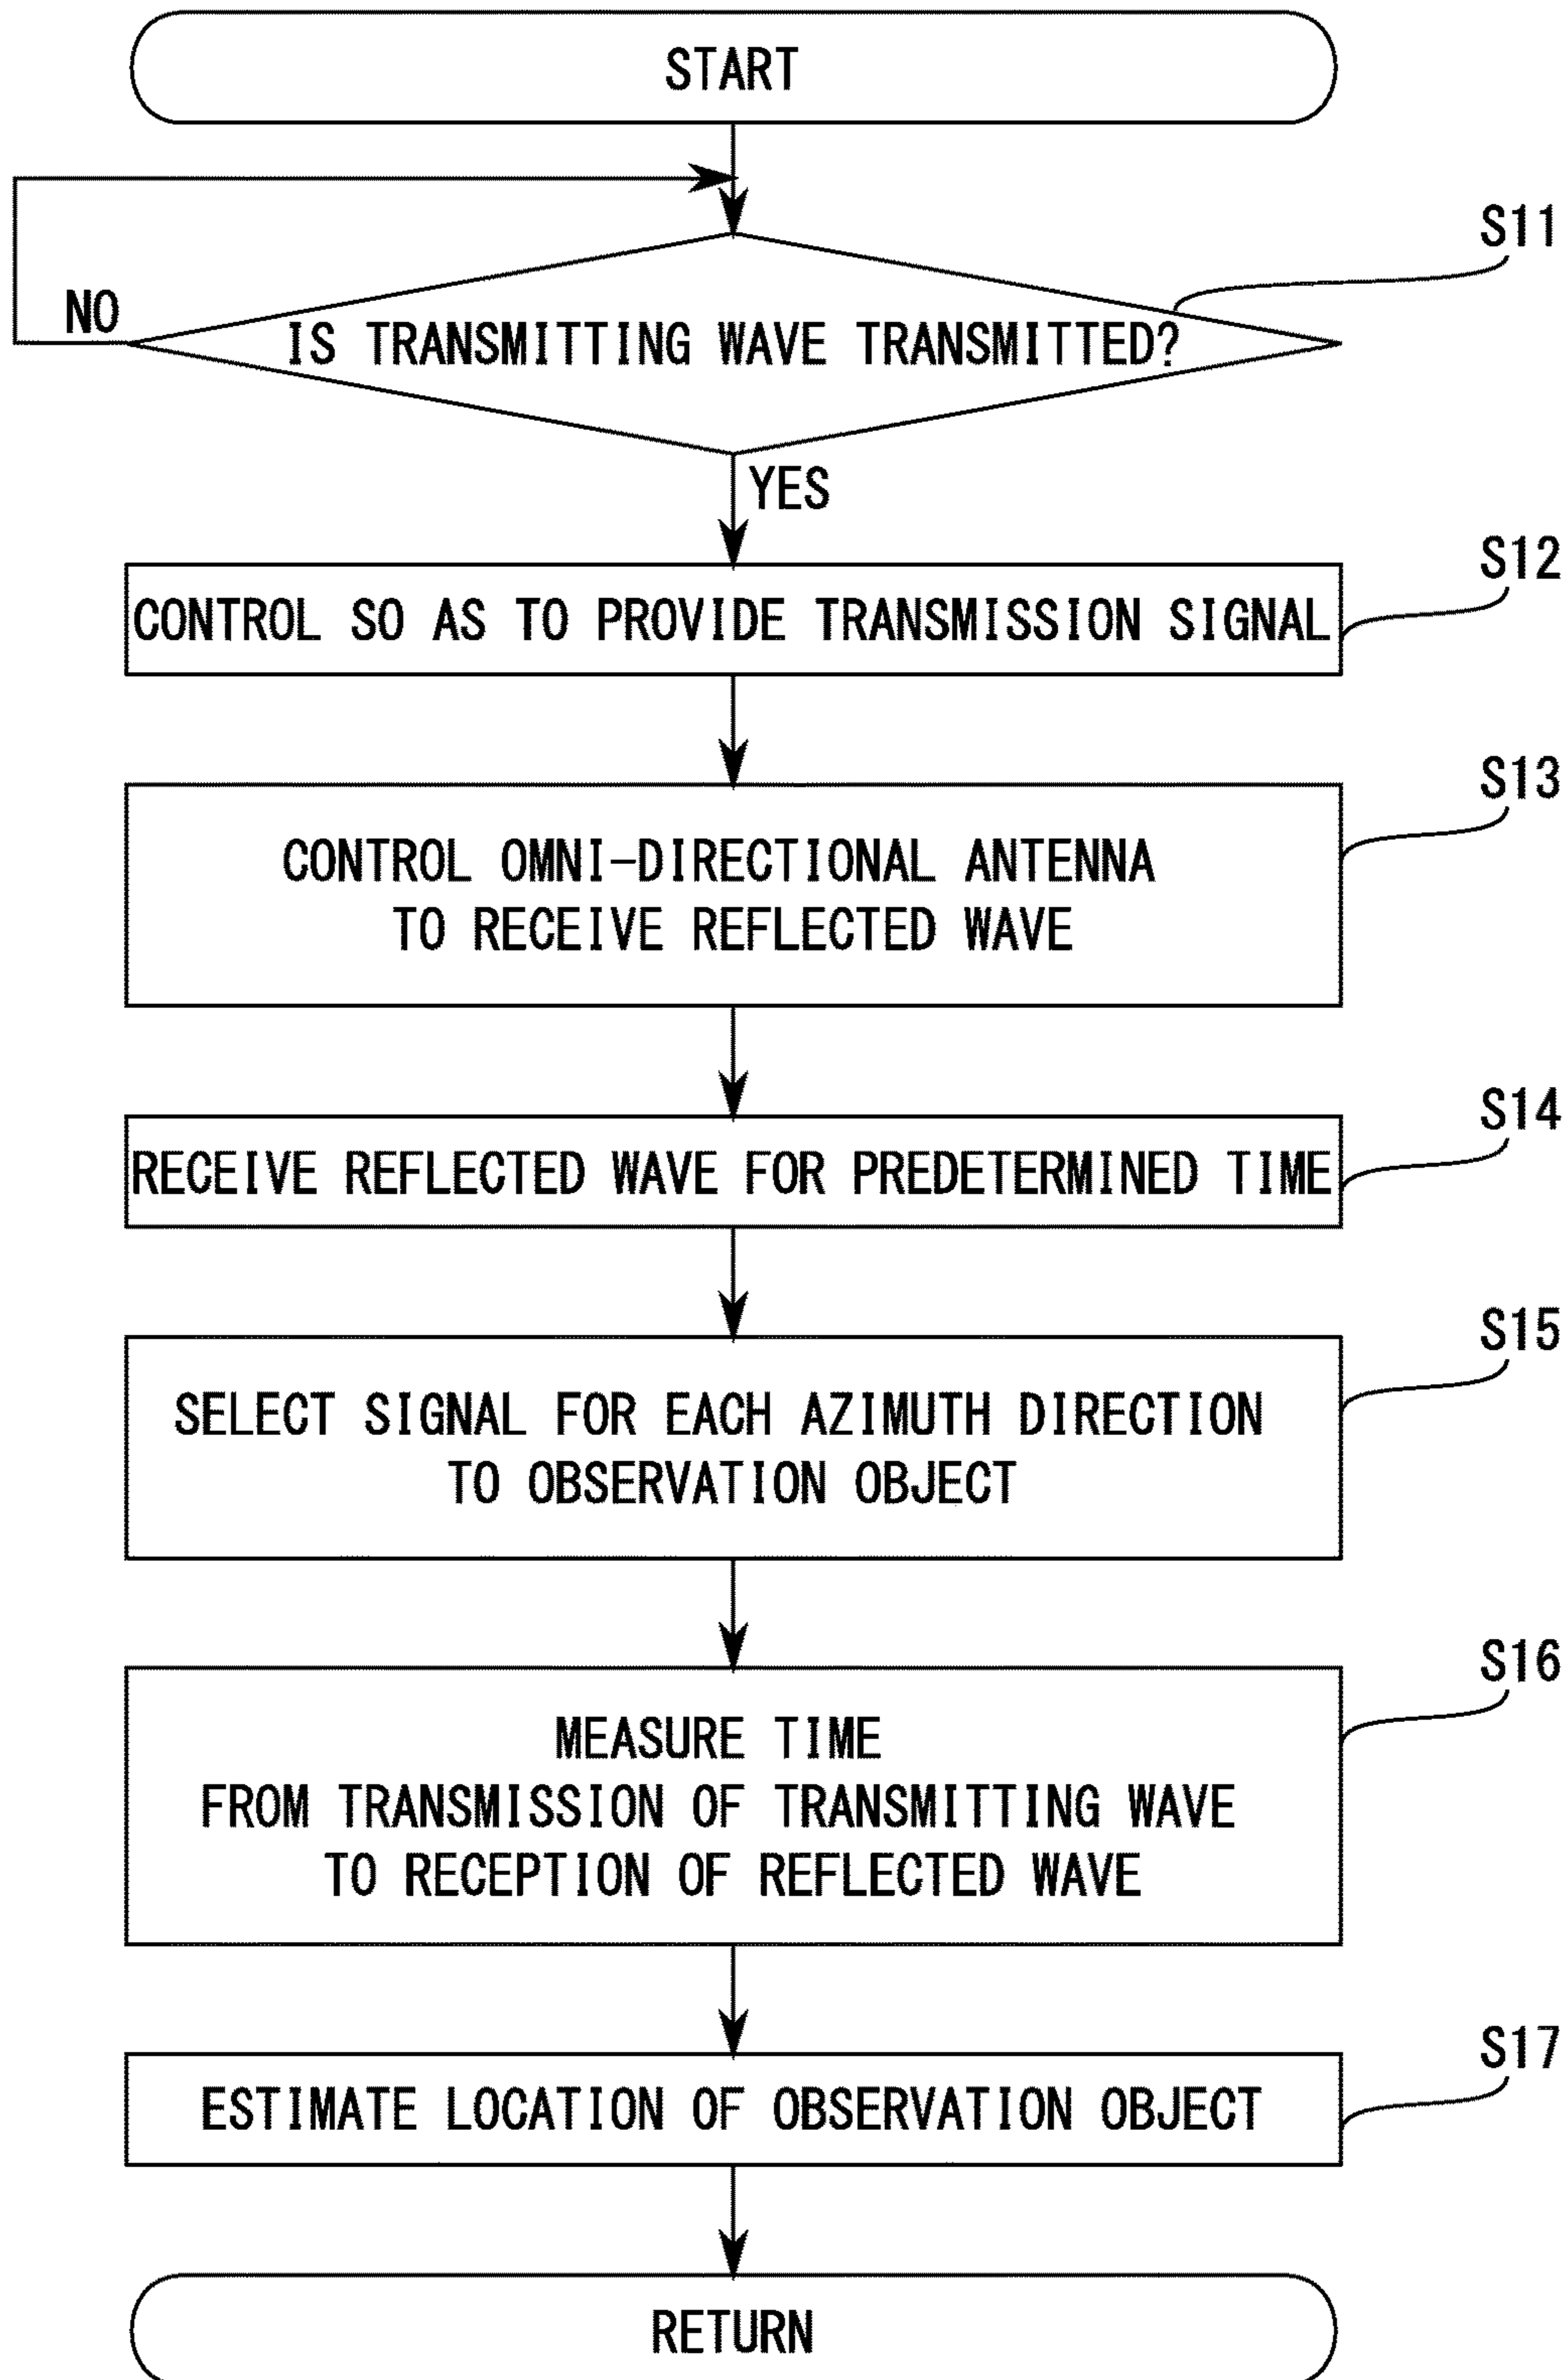 START
S11
NO
IS TRANSMITTING WAVE TRANSMITTED?
YES
S12
CONTROL SO AS TO PROVIDE TRANSMISSION SIGNAL
S13
CONTROL OMNI-DIRECTIONAL ANTENNA
TO RECEIVE REFLECTED WAVE
S14
RECEIVE REFLECTED WAVE FOR PREDETERMINED TIME
S15
SELECT SIGNAL FOR EACH AZIMUTH DIRECTION
TO OBSERVATION OBJECT
S16
MEASURE TIME
FROM TRANSMISSION OF TRANSMITTING WAVE
TO RECEPTION OF REFLECTED WAVE
S17
ESTIMATE LOCATION OF OBSERVATION OBJECT
RETURN